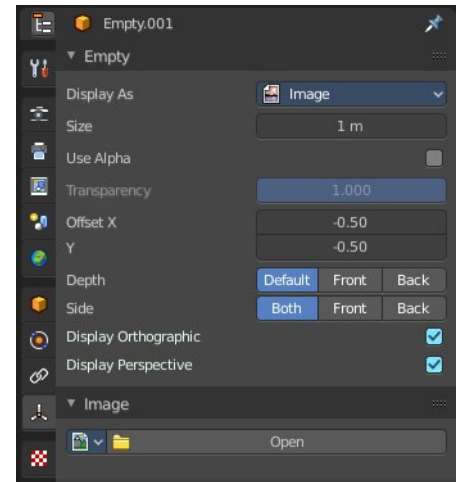 Empty.001
Empty
Display As Image
Size 1 m
Use Alpha
Transparency 1.000
Offset X -0.50
Y -0.50
Depth Default Front Back
Side Both Front Back
Display Orthographic
Display Perspective
Image
Open